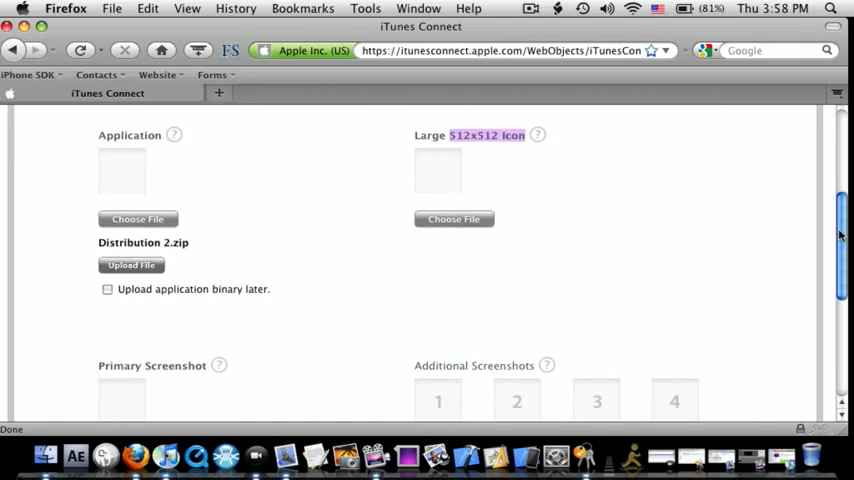 Firefox File Edit View History Bookmarks Tools Window Help (81%) Thu 3:58 PM
iTunes Connect
FS Apple Inc. (US) https://itunesconnect.apple.com/WebObjects/iTunesCon Google
iPhone SDK Contacts Website Forms
iTunes Connect +
Application ? Large 512x512 Icon ?
Choose File Choose File
Distribution 2.zip
Upload File
Upload application binary later.
Primary Screenshot ? Additional Screenshots ?
1 2 3 4
Done
AE